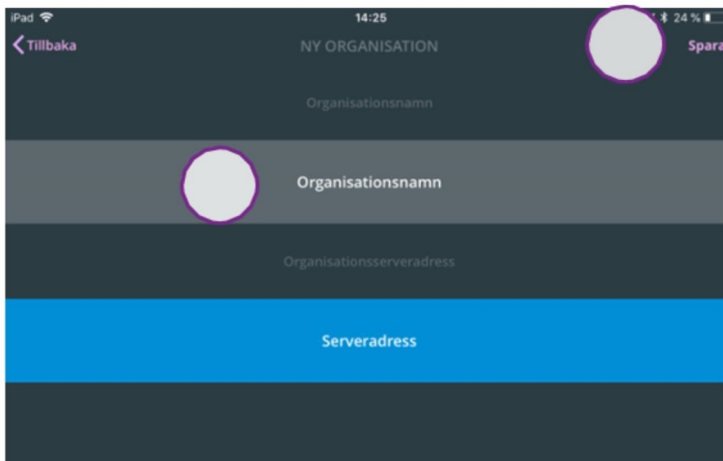 iPad 14:25 24 %
Tillbaka NY ORGANISATION Spara
Organisationsnamn
Organisationsnamn
Organisationsserveradress
Serveradress